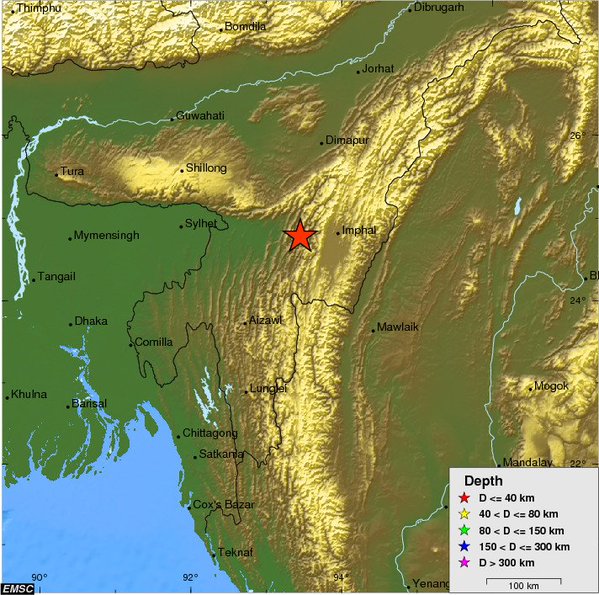 Thimphu
Dibrugarh
Bomdila
Jorhat
Guwahati
26°
Dimapur
Shillong
Tura
Sylhet
Imphal
Mymensingh
Tangail
24°
Dhaka
Aizawl
Mawlaik
Comilla
Lunglei
Mogok
Khulna
Barisal
Chittagong
Satkania
Mandalay
22°
Depth
D <= 40 km
40 < D <= 80 km
80 < D <= 150 km
150 < D <= 300 km
D > 300 km
100 km
Cox's Bazar
Teknaf
90°
92°
94°
Yenang
EMSC